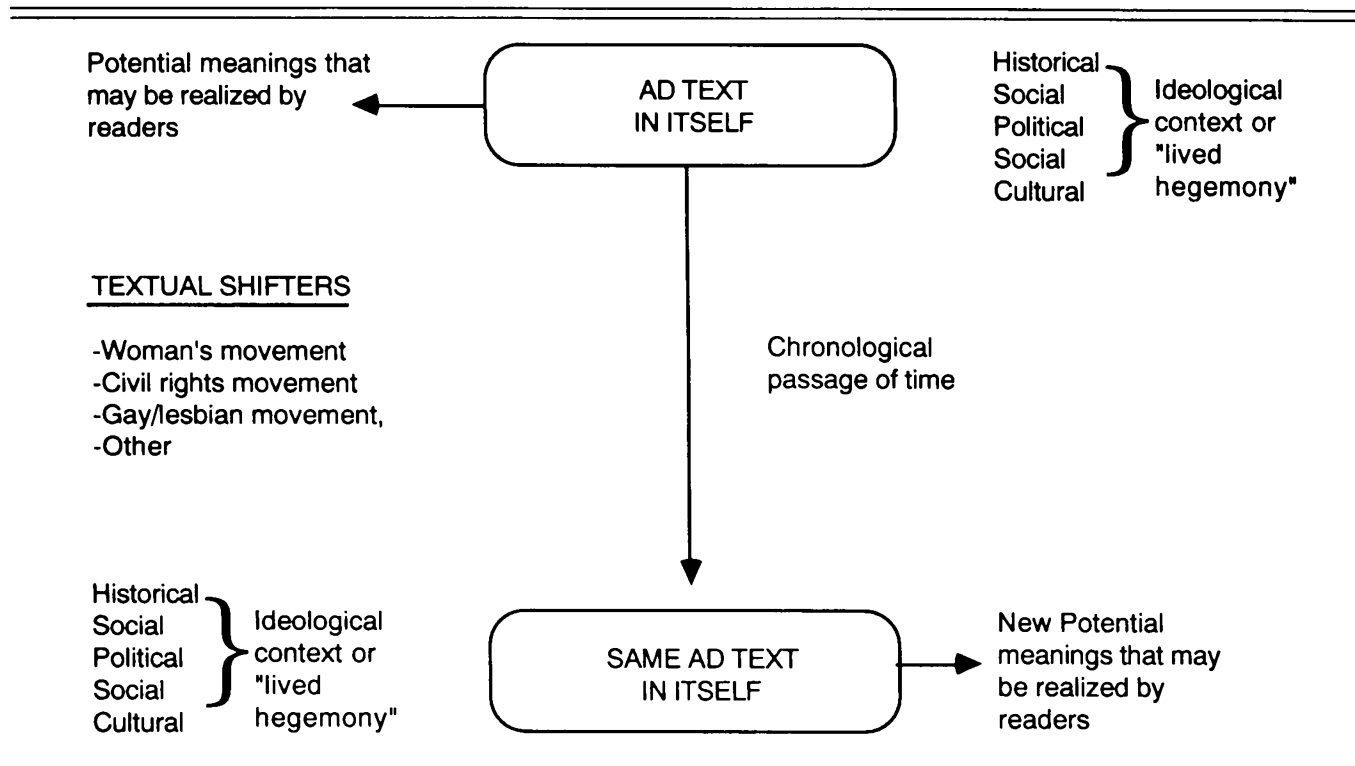 Potential meanings that
may be realized by
readers
AD TEXT
IN ITSELF
Historical
Social
Political
Social
Cultural
Ideological
context or
"lived
hegemony"
TEXTUAL SHIFTERS
-Woman's movement
-Civil rights movement
-Gay/lesbian movement,
-Other
Chronological
passage of time
Historical
Social
Political
Social
Cultural
Ideological
context or
"lived
hegemony"
SAME AD TEXT
IN ITSELF
New Potential
meanings that may
be realized by
readers